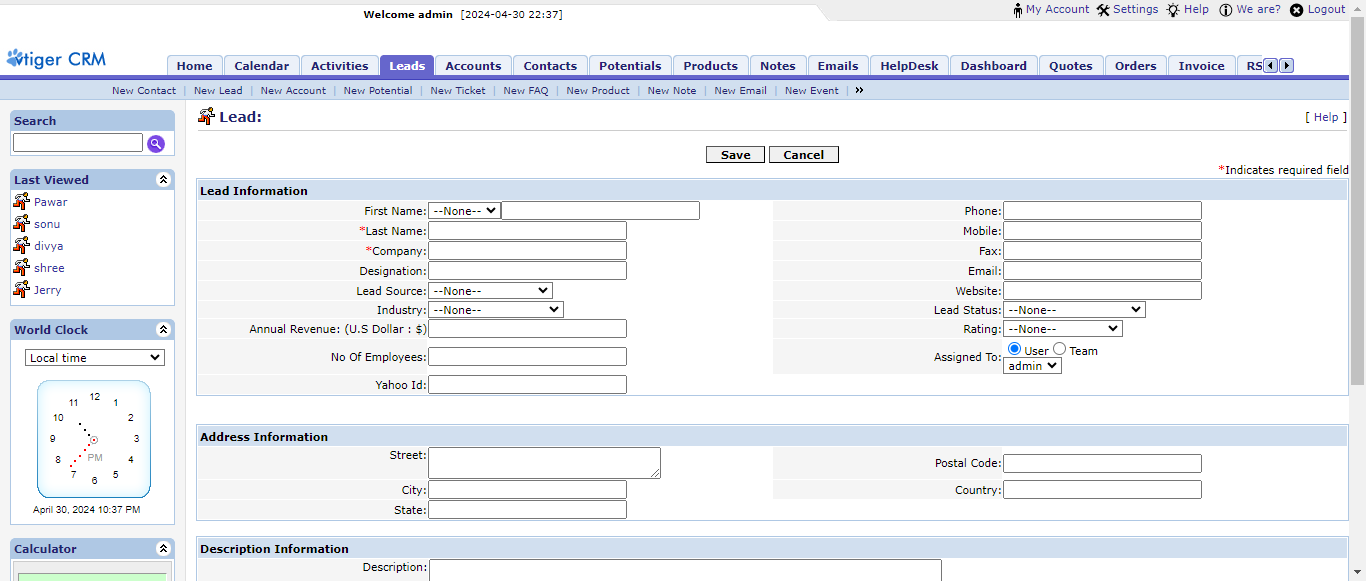 Welcome admin [2024-04-30 22:37]
My Account Settings Help We are? Logout
vtiger CRM
Home Calendar Activities Leads Accounts Contacts Potentials Products Notes Emails HelpDesk Dashboard Quotes Orders Invoice RS
New Contact New Lead New Account New Potential New Ticket New FAQ New Product New Note New Email New Event »
Search
Last Viewed
Pawar
sonu
divya
shree
Jerry
World Clock
Local time
12
11 1
10 2
9 3
PM
8 4
7 5
6
April 30, 2024 10:37 PM
Calculator
Lead:
[ Help ]
Save Cancel
*Indicates required field
Lead Information
First Name: --None-- Phone:
*Last Name: Mobile:
*Company: Fax:
Designation: Email:
Lead Source: --None-- Website:
Industry: --None-- Lead Status: --None--
Annual Revenue: (U.S Dollar : $) Rating: --None--
No Of Employees: Assigned To: User Team
admin
Yahoo Id:
Address Information
Street: Postal Code:
City: Country:
State:
Description Information
Description: